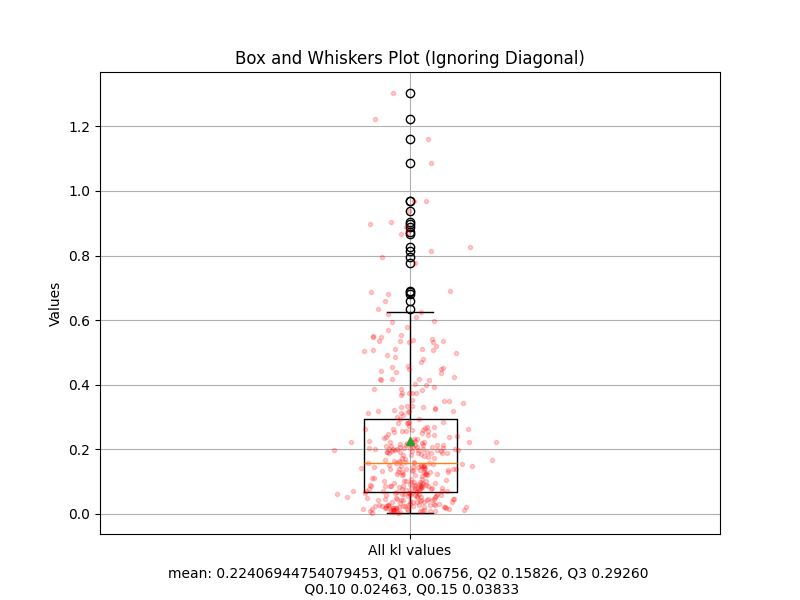 Box and Whiskers Plot (Ignoring Diagonal)
1.2
1.0
0.8
0.6
0.4
0.2
0.0
Values
All kl values
mean: 0.22406944754079453, Q1 0.06756, Q2 0.15826, Q3 0.29260
Q0.10 0.02463, Q0.15 0.03833